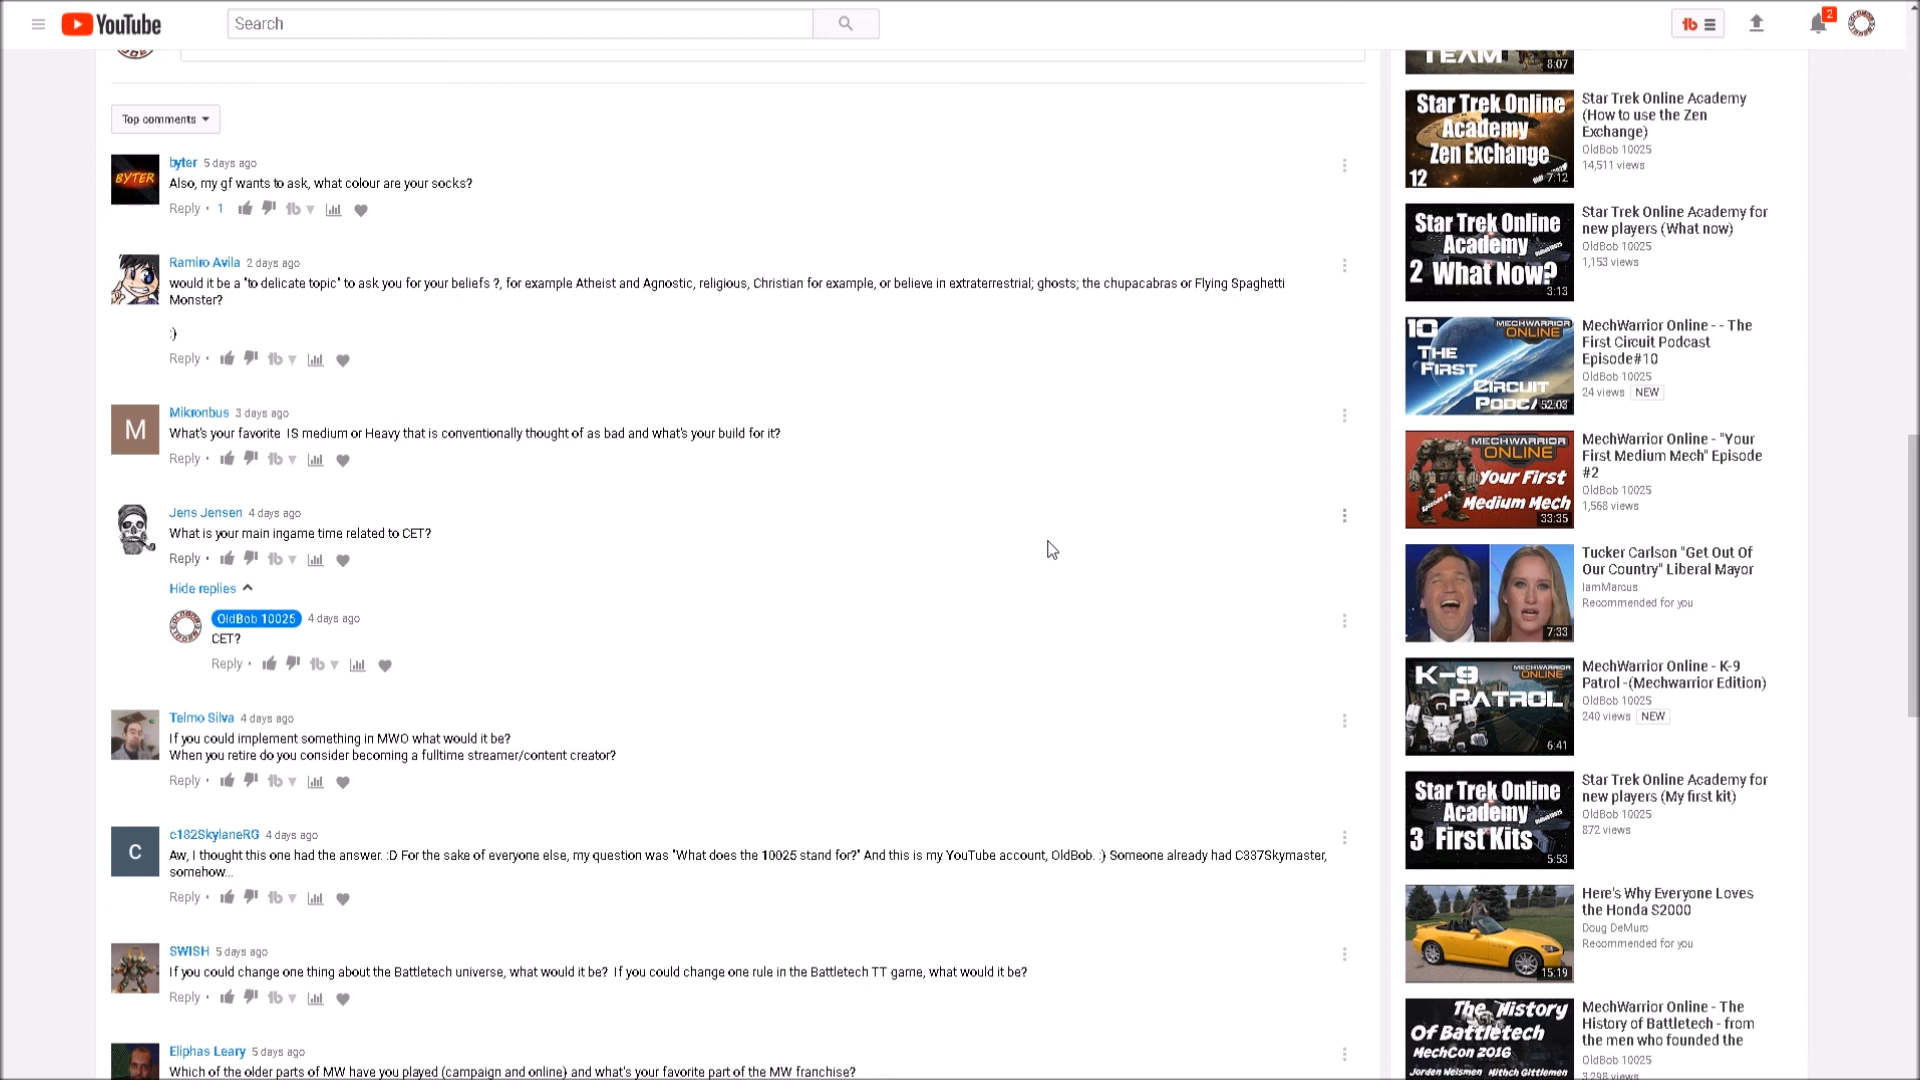 YouTube
Search
2
Top comments
byter 5 days ago
Also, my gf wants to ask, what colour are your socks?
Reply · 1
BYTER
Ramiro Avila 2 days ago
would it be a "to delicate topic" to ask you for your beliefs ?, for example Atheist and Agnostic, religious, Christian for example, or believe in extraterrestrial; ghosts; the chupacabras or Flying Spaghetti
Monster?
:)
Reply ·
M
Mikronbus 3 days ago
What's your favorite IS medium or Heavy that is conventionally thought of as bad and what's your build for it?
Reply ·
Jens Jensen 4 days ago
What is your main ingame time related to CET?
Reply ·
Hide replies
OldBob 10025 4 days ago
CET?
Reply ·
Telmo Silva 4 days ago
If you could implement something in MWO what would it be?
When you retire do you consider becoming a fulltime streamer/content creator?
Reply ·
C
c182SkylaneRG 4 days ago
Aw, I thought this one had the answer. :D For the sake of everyone else, my question was "What does the 10025 stand for?" And this is my YouTube account, OldBob. :) Someone already had C337Skymaster,
somehow...
Reply ·
SWISH 5 days ago
If you could change one thing about the Battletech universe, what would it be? If you could change one rule in the Battletech TT game, what would it be?
Reply ·
Eliphas Leary 5 days ago
Which of the older parts of MW have you played (campaign and online) and what's your favorite part of the MW franchise?
TEAM
8:07
Star Trek Online
Academy
Zen Exchange
12
7:12
Star Trek Online Academy
(How to use the Zen
Exchange)
OldBob 10025
14,511 views
Star Trek Online
Academy
2 What Now?
3:13
Star Trek Online Academy for
new players (What now)
OldBob 10025
1,153 views
10
MECHWARRIOR
ONLINE
THE
FIRST
CIRCUIT
52:03
MechWarrior Online - - The
First Circuit Podcast
Episode#10
OldBob 10025
24 views NEW
MECHWARRIOR
ONLINE
Your First
Medium Mech
33:35
MechWarrior Online - "Your
First Medium Mech" Episode
#2
OldBob 10025
1,568 views
7:33
Tucker Carlson "Get Out Of
Our Country" Liberal Mayor
IamMarcus
Recommended for you
K-9
PATROL
MECHWARRIOR
ONLINE
6:41
MechWarrior Online - K-9
Patrol -(Mechwarrior Edition)
OldBob 10025
240 views NEW
Star Trek Online
Academy
3 First Kits
5:53
Star Trek Online Academy for
new players (My first kit)
OldBob 10025
872 views
15:19
Here's Why Everyone Loves
the Honda S2000
Doug DeMuro
Recommended for you
The History
Of Battletech
MechCon 2016
Jorden Weismen Mithch Gittlemen
MechWarrior Online - The
History of Battletech - from
the men who founded the
OldBob 10025
3,298 views